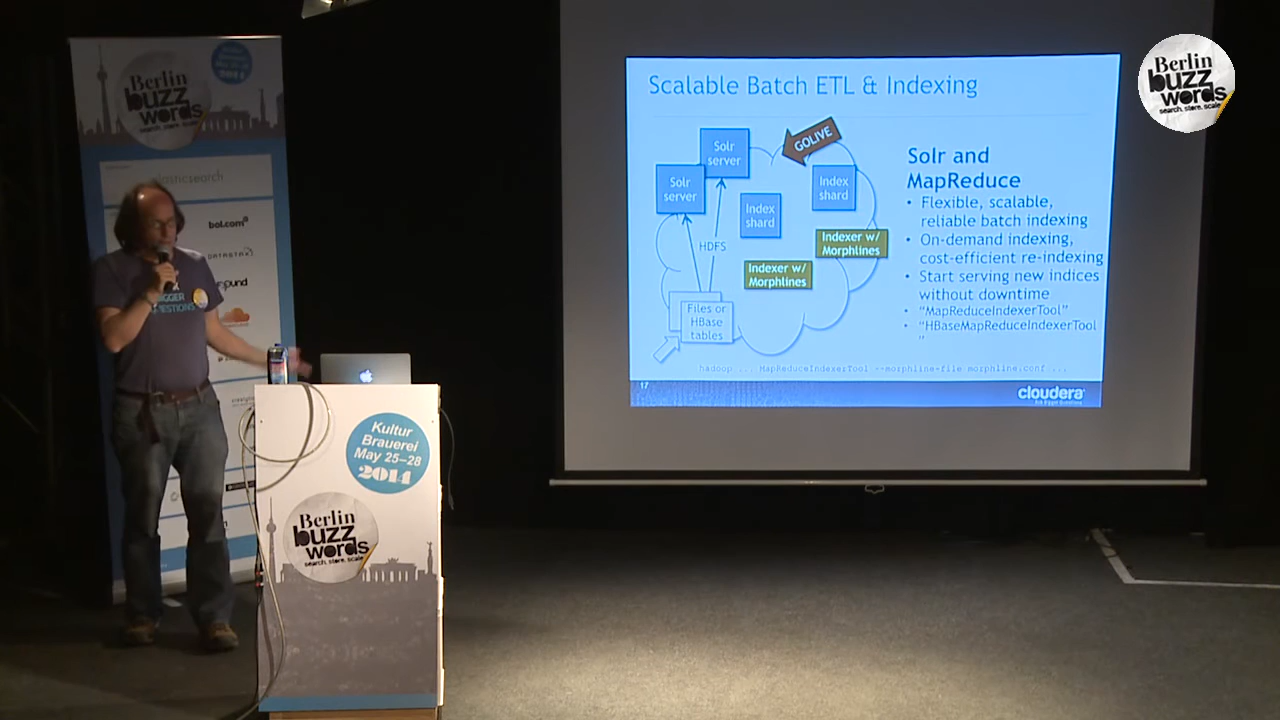 Berlin
buzz
words
search. store. scale.
elasticsearch
bol.com
DATASTAX
found
BIGGER
QUESTIONS
Kultur
Brauerei
May 25–28
2014
Berlin
buzz
words
search. store. scale.
Scalable Batch ETL & Indexing
Solr
server
GOLIVE
Solr
server
Index
shard
Index
shard
HDFS
Indexer w/
Morphlines
Indexer w/
Morphlines
Files or
HBase
tables
Solr and
MapReduce
• Flexible, scalable,
reliable batch indexing
• On-demand indexing,
cost-efficient re-indexing
• Start serving new indices
without downtime
• “MapReduceIndexerTool”
• “HBaseMapReduceIndexerTool
”
hadoop ... MapReduceIndexerTool --morphline-file morphline.conf ...
17
cloudera
Berlin
buzz
words
search. store. scale.